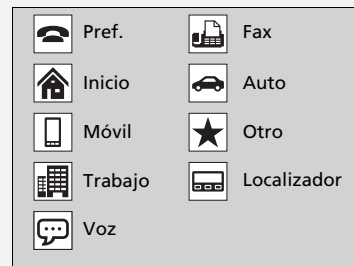 Pref.
Fax
Inicio
Auto
Móvil
Otro
Trabajo
Localizador
Voz